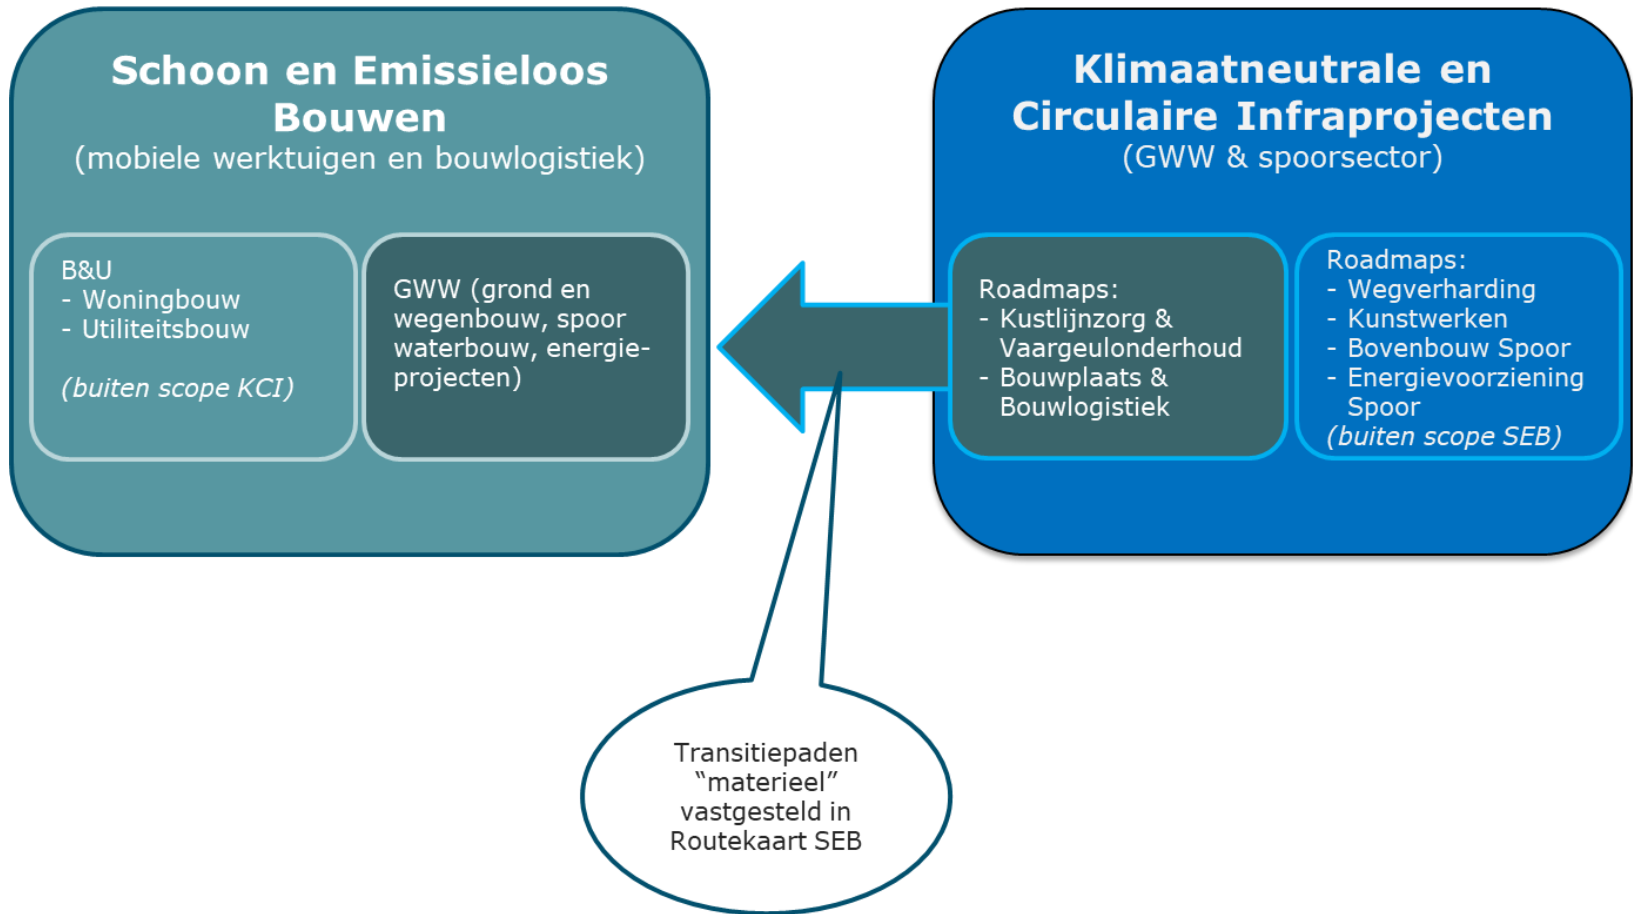 Schoon en Emissieloos
Bouwen
(mobiele werktuigen en bouwlogistiek)
B&U
- Woningbouw
- Utiliteitsbouw
(buiten scope KCI)
GWW (grond en
wegenbouw, spoor
waterbouw, energie-
projecten)
Klimaatneutrale en
Circulaire Infraprojecten
(GWW & spoorsector)
Roadmaps:
- Kustlijnzorg &
Vaargeulonderhoud
- Bouwplaats &
Bouwlogistiek
Roadmaps:
- Wegverharding
- Kunstwerken
- Bovenbouw Spoor
- Energievoorziening
Spoor
(buiten scope SEB)
Transitiepaden
“materieel”
vastgesteld in
Routekaart SEB